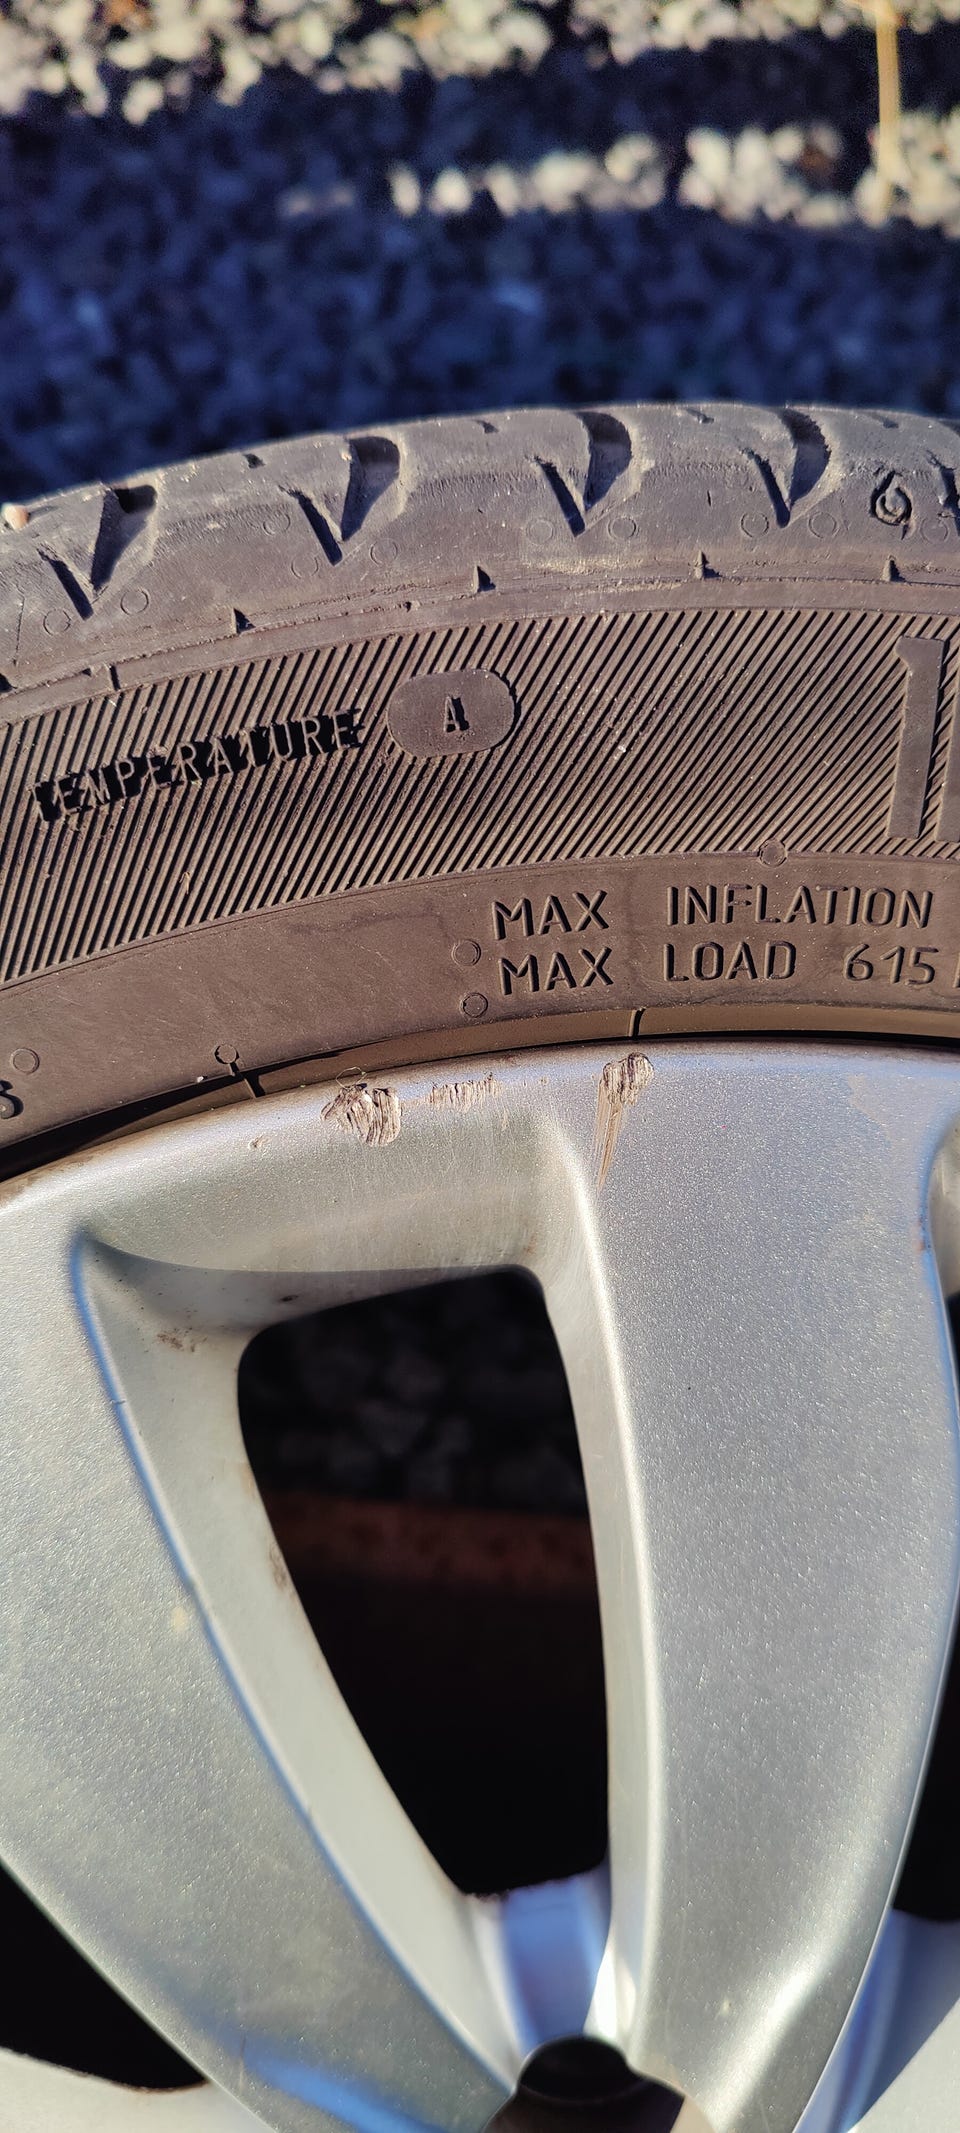 TEMPERATURE A
MAX INFLATION
MAX LOAD 615